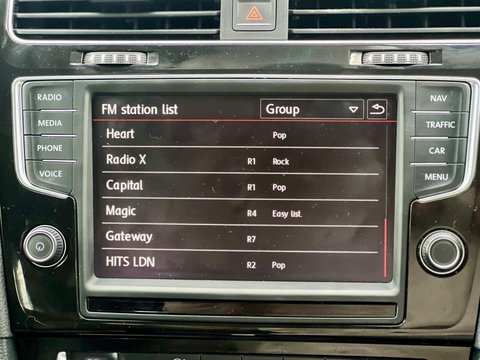 RADIO
MEDIA
PHONE
VOICE
FM station list Group
Heart Pop
Radio X R1 Rock
Capital R1 Pop
Magic R4 Easy list.
Gateway R7
HITS LDN R2 Pop
NAV
TRAFFIC
CAR
MENU